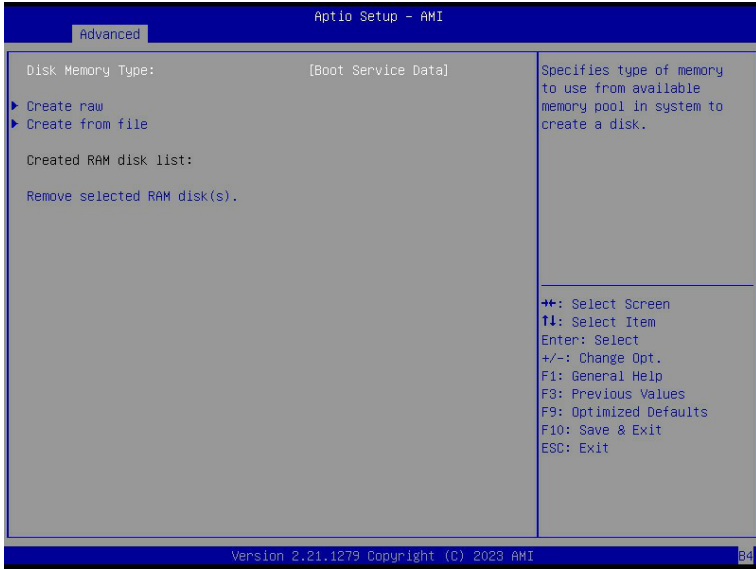 Aptio Setup – AMI
Advanced
Disk Memory Type: [Boot Service Data]
▶ Create raw
▶ Create from file
Created RAM disk list:
Remove selected RAM disk(s).
Specifies type of memory
to use from available
memory pool in system to
create a disk.
→←: Select Screen
↑↓: Select Item
Enter: Select
+/-: Change Opt.
F1: General Help
F3: Previous Values
F9: Optimized Defaults
F10: Save & Exit
ESC: Exit
Version 2.21.1279 Copyright (C) 2023 AMI
B4